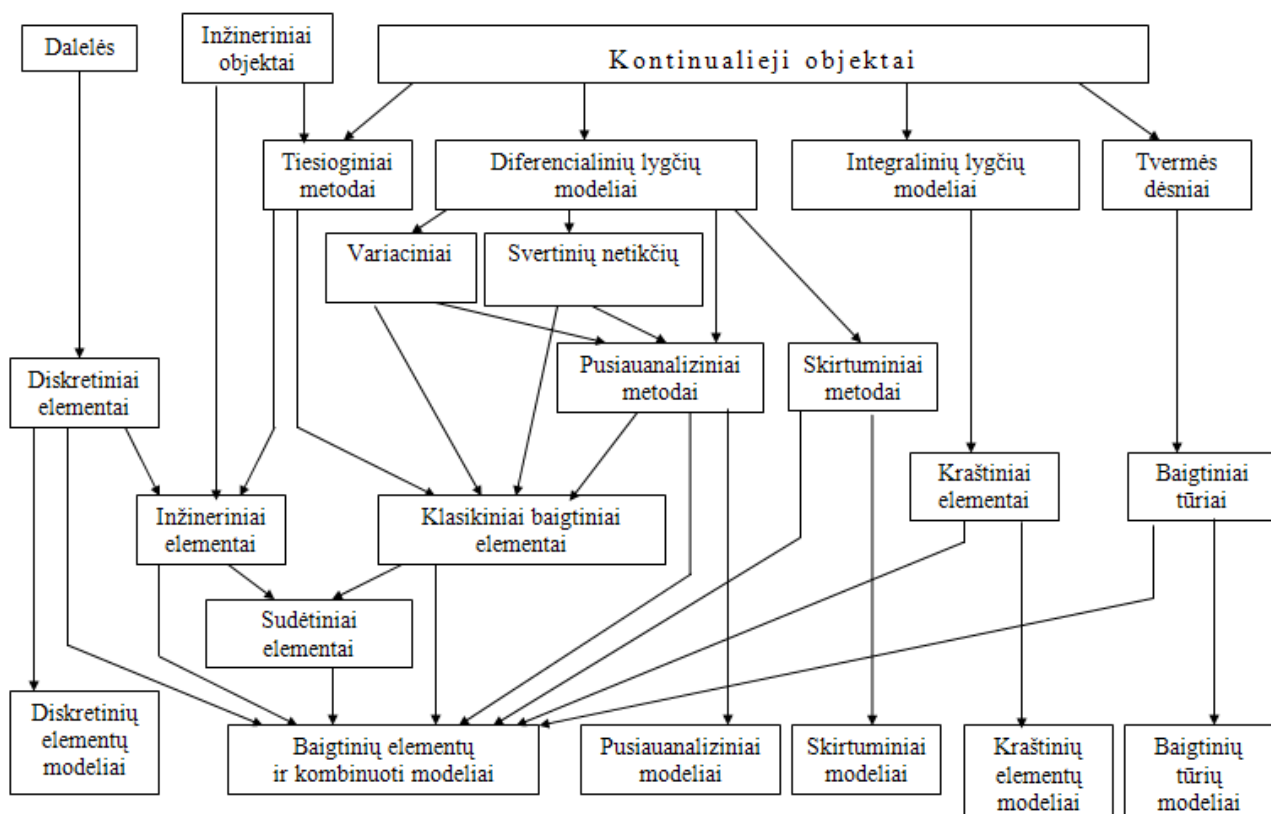 Dalelės
Inžineriniai
objektai
Kontinualieji objektai
Tiesioginiai
metodai
Diferencialinių lygčių
modeliai
Integralinių lygčių
modeliai
Tvermės
dėsniai
Variaciniai
Svertinių netikčių
Diskretiniai
elementai
Pusiauanaliziniai
metodai
Skirtuminiai
metodai
Inžineriniai
elementai
Klasikiniai baigtiniai
elementai
Kraštiniai
elementai
Baigtiniai
tūriai
Sudėtiniai
elementai
Diskretinių
elementų
modeliai
Baigtinių elementų
ir kombinuoti modeliai
Pusiauanaliziniai
modeliai
Skirtuminiai
modeliai
Kraštinių
elementų
modeliai
Baigtinių
tūrių
modeliai